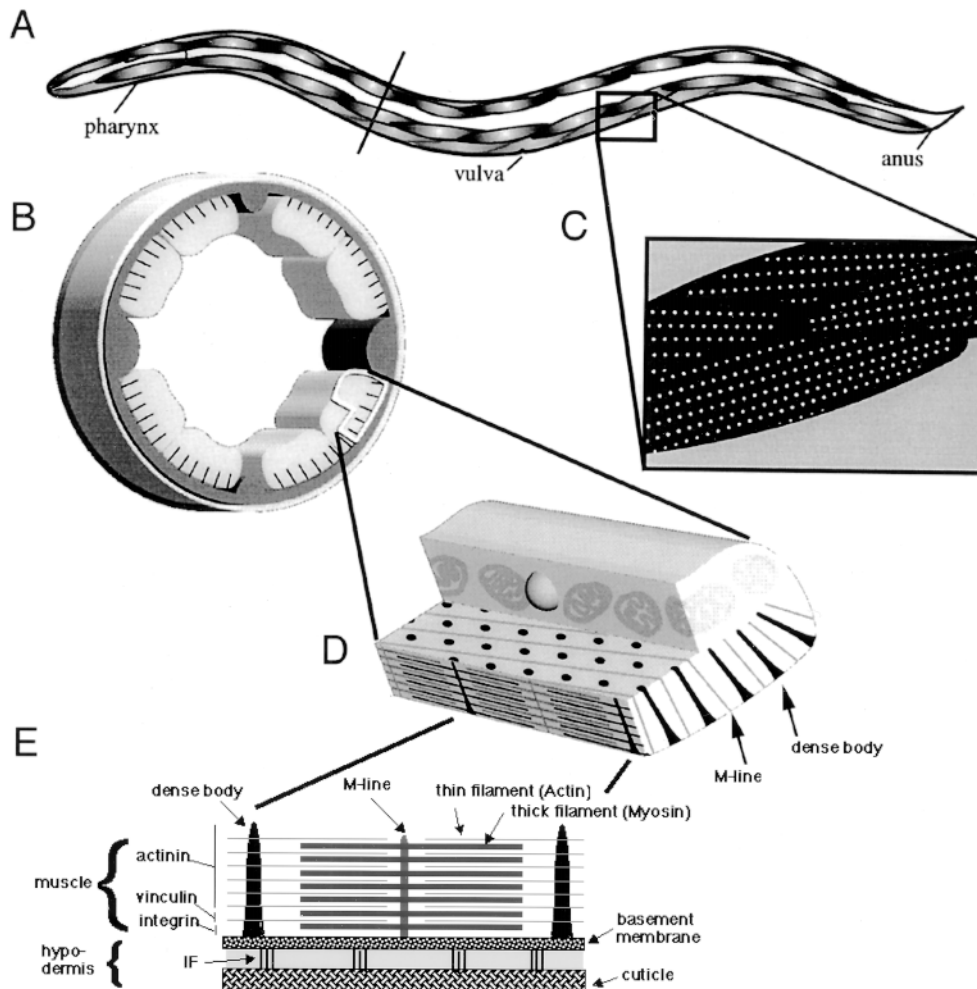 A
pharynx
vulva
anus
B
C
D
dense body
M-line
E
dense body
M-line
thin filament (Actin)
thick filament (Myosin)
muscle
actinin
vinculin
integrin
hypo-
dermis
IF
basement
membrane
cuticle